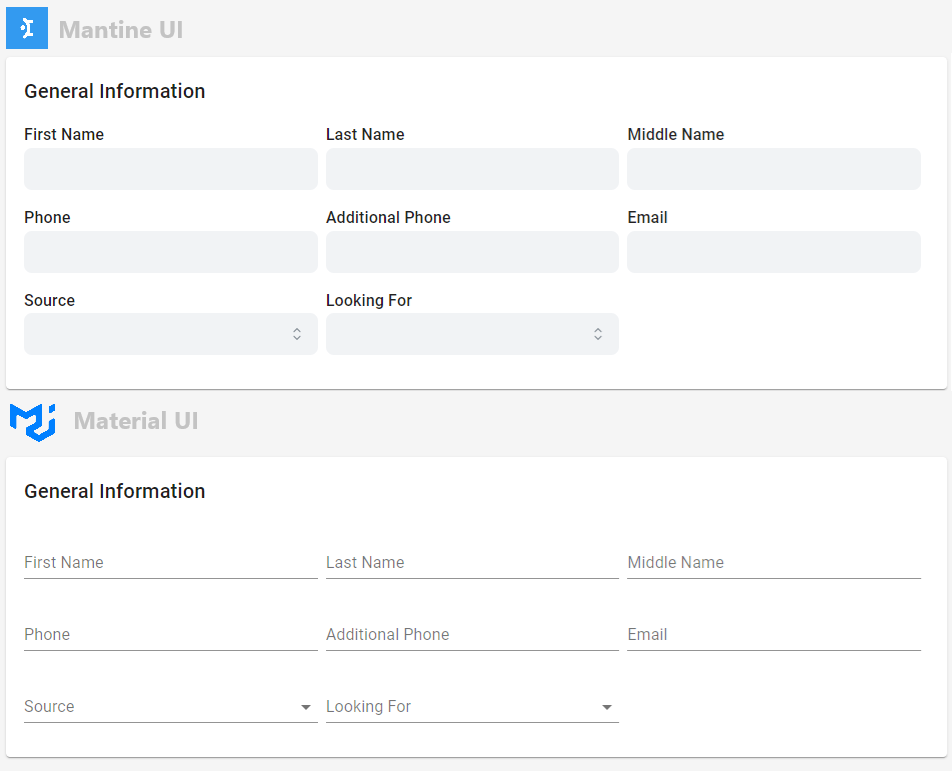 Mantine UI
General Information
First Name Last Name Middle Name
Phone Additional Phone Email
Source Looking For
Material UI
General Information
First Name Last Name Middle Name
Phone Additional Phone Email
Source Looking For